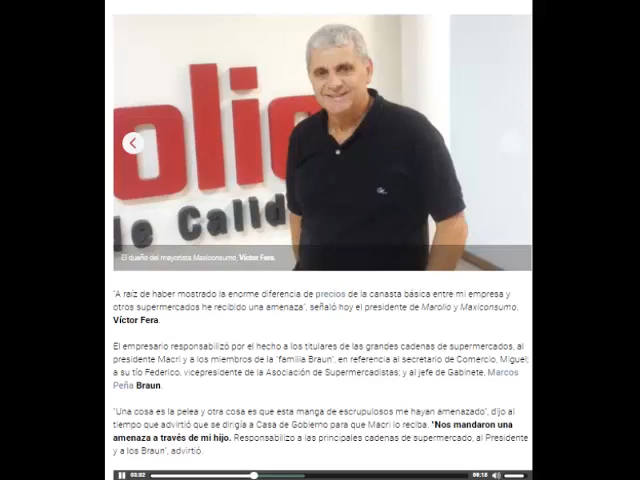 olio
de Calid
El dueño del mayorista Maxiconsumo, Víctor Fera.
"A raíz de haber mostrado la enorme diferencia de precios de la canasta básica entre mi empresa y
otros supermercados he recibido una amenaza", señaló hoy el presidente de Marolio y Maxiconsumo,
Víctor Fera.
El empresario responsabilizó por el hecho a los titulares de las grandes cadenas de supermercados, al
presidente Macri y a los miembros de la "familia Braun", en referencia al secretario de Comercio, Miguel;
a su tío Federico, vicepresidente de la Asociación de Supermercadistas; y al jefe de Gabinete, Marcos
Peña Braun.
"Una cosa es la pelea y otra cosa es que esta manga de escrupulosos me hayan amenazado", dijo al
tiempo que advirtió que se dirigía a Casa de Gobierno para que Macri lo reciba. "Nos mandaron una
amenaza a través de mi hijo. Responsabilizo a las principales cadenas de supermercado, al Presidente
y a los Braun", advirtió.
03:02 09:18